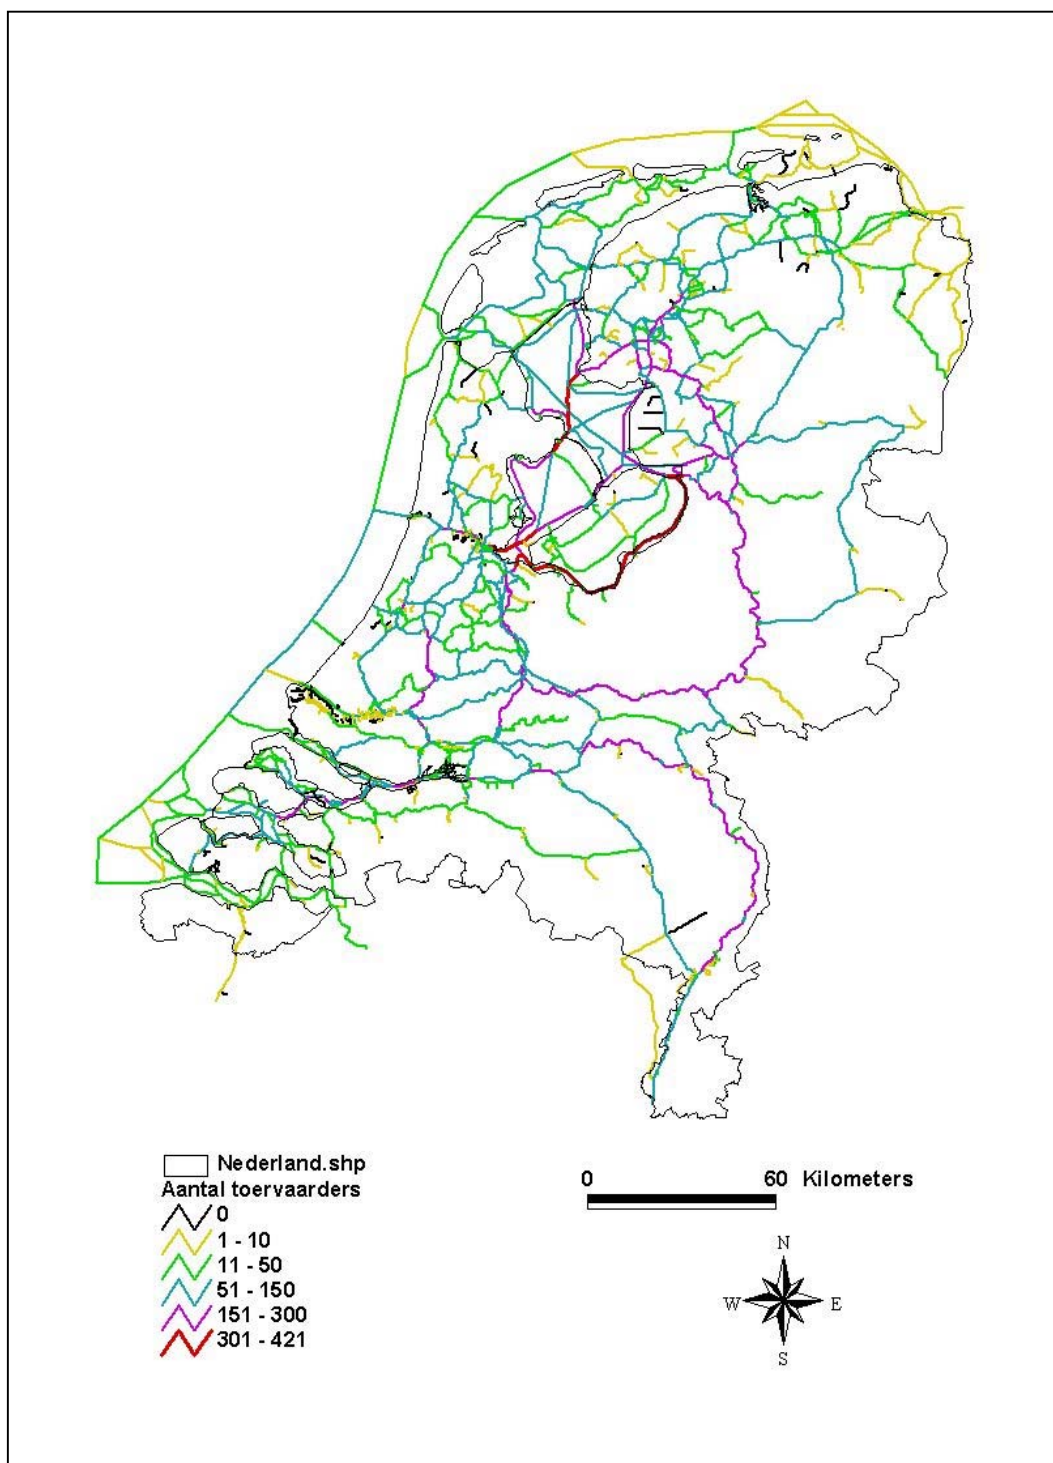 Nederland.shp
Aantal toervaarders
0
1 - 10
11 - 50
51 - 150
151 - 300
301 - 421
0 60 Kilometers
N
W E
S